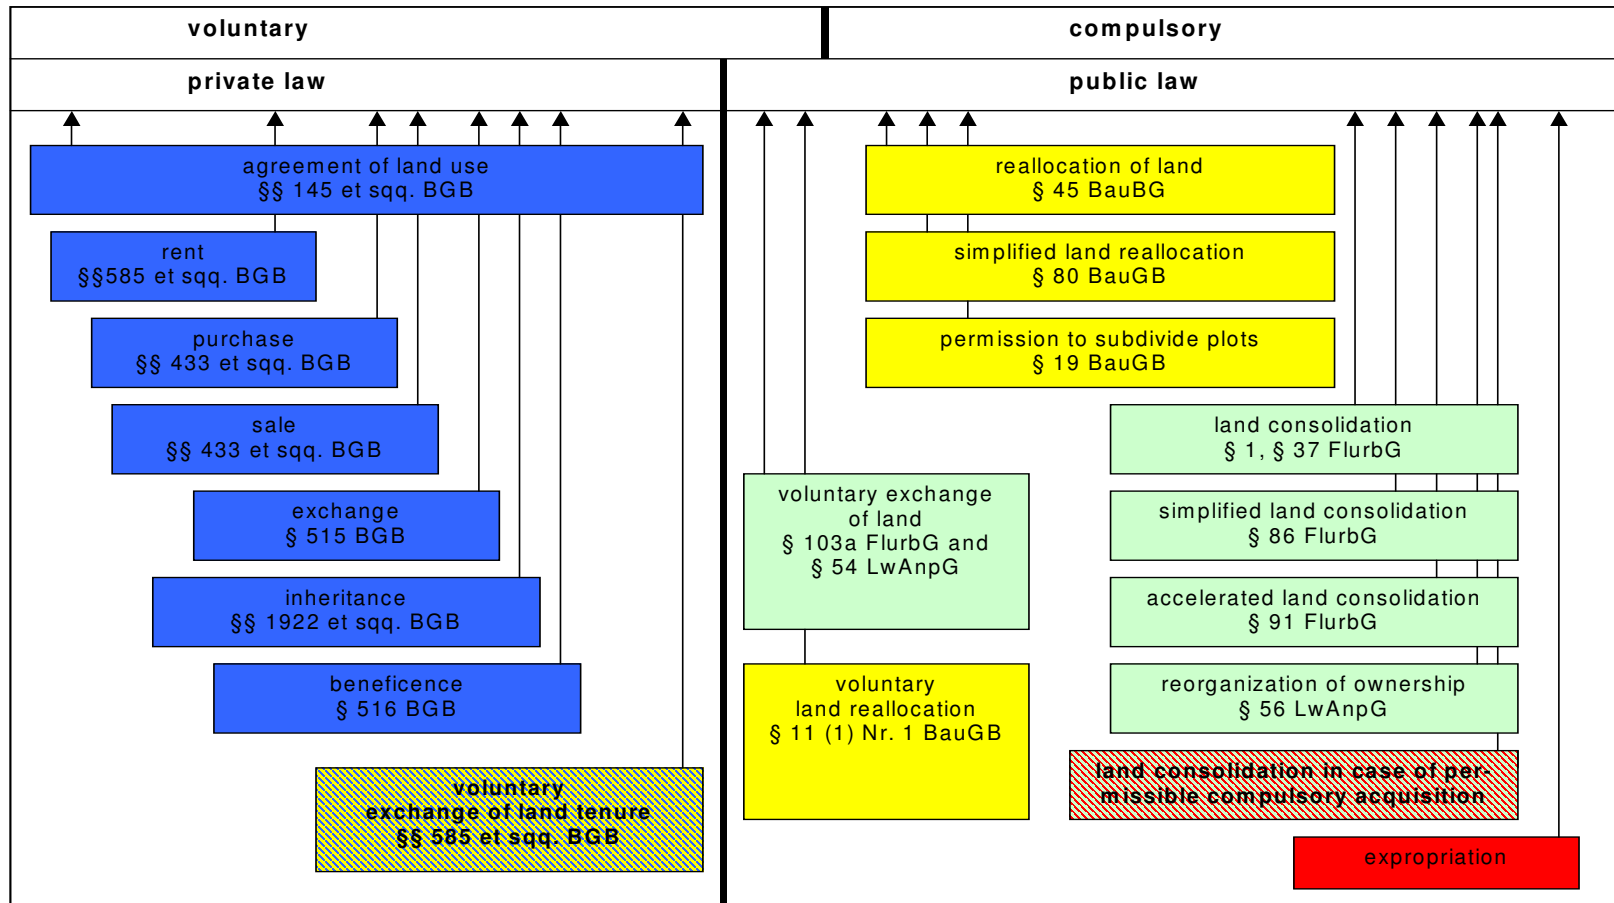 voluntary
compulsory
private law
public law
agreement of land use
§§ 145 et sqq. BGB
rent
§§585 et sqq. BGB
purchase
§§ 433 et sqq. BGB
sale
§§ 433 et sqq. BGB
exchange
§ 515 BGB
inheritance
§§ 1922 et sqq. BGB
beneficence
§ 516 BGB
voluntary
exchange of land tenure
§§ 585 et sqq. BGB
voluntary exchange
of land
§ 103a FlurbG and
§ 54 LwAnpG
voluntary
land reallocation
§ 11 (1) Nr. 1 BauGB
reallocation of land
§ 45 BauBG
simplified land reallocation
§ 80 BauGB
permission to subdivide plots
§ 19 BauGB
land consolidation
§ 1, § 37 FlurbG
simplified land consolidation
§ 86 FlurbG
accelerated land consolidation
§ 91 FlurbG
reorganization of ownership
§ 56 LwAnpG
land consolidation in case of per-
missible compulsory acquisition
expropriation